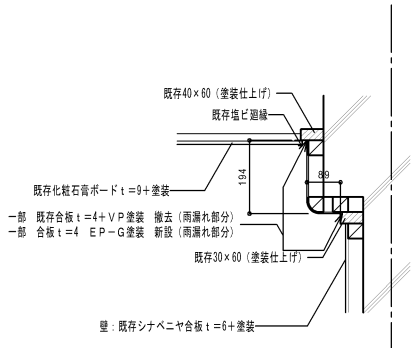 既存40×60（塗装仕上げ）
既存塩ビ廻縁
89
194
既存化粧石膏ボードt=9+塗装
一部　既存合板t=4+VP塗装　撤去（雨漏れ部分）
一部　合板t=4　EP-G塗装　新設（雨漏れ部分）
既存30×60（塗装仕上げ）
壁：既存シナベニヤ合板t=6+塗装